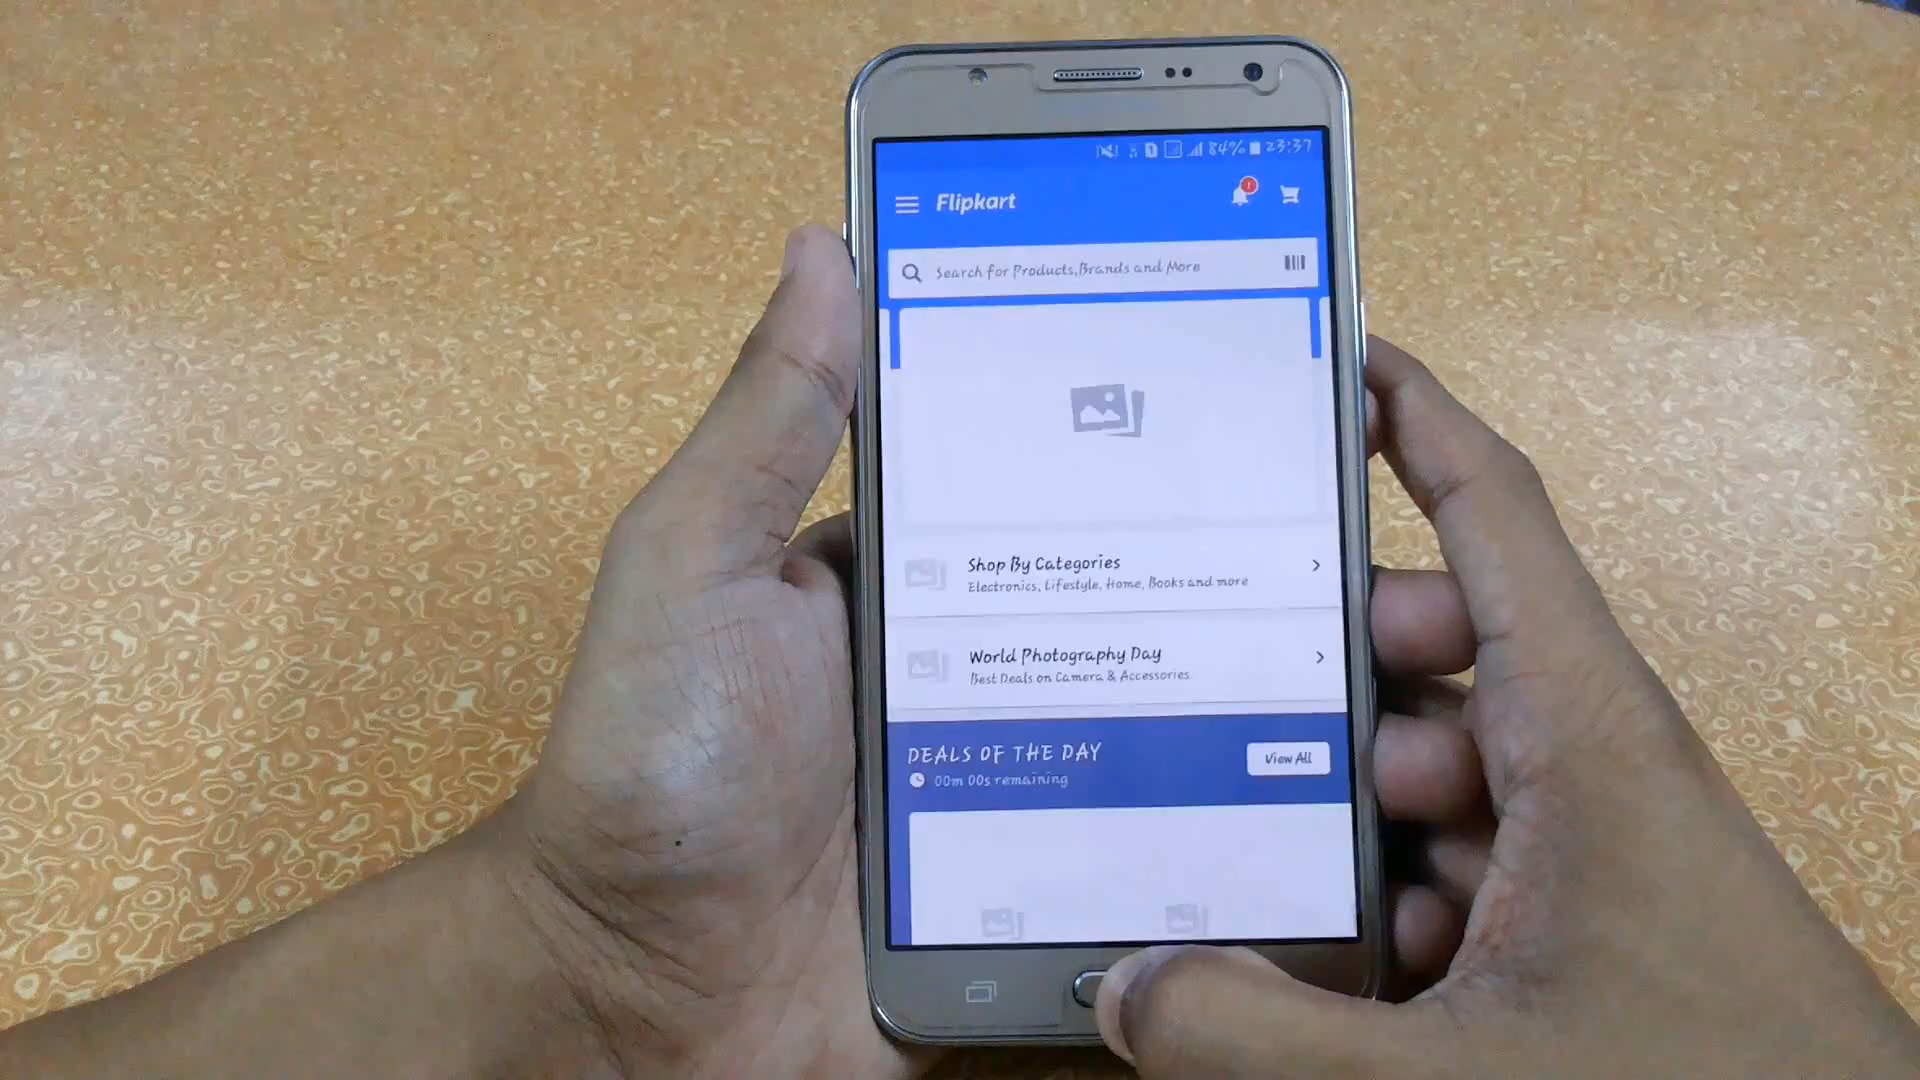 84% 23:37
Flipkart
1
Search for Products,Brands and More
Shop By Categories
Electronics, Lifestyle, Home, Books and more
World Photography Day
Best Deals on Camera & Accessories
DEALS OF THE DAY
View All
00m 00s remaining